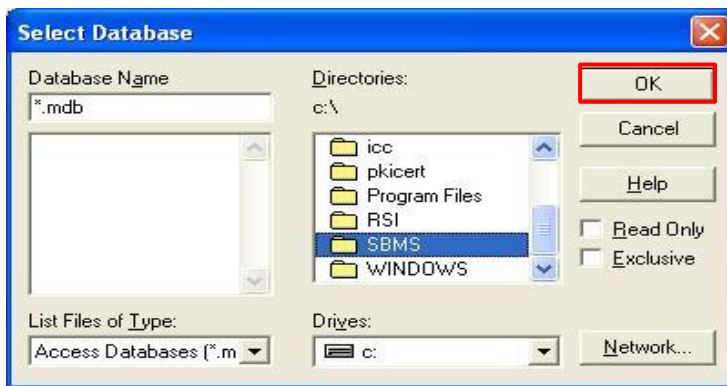 Select Database
Database Name
*.mdb
Directories:
c:\
icc
pkicert
Program Files
RSI
SBMS
WINDOWS
OK
Cancel
Help
Read Only
Exclusive
List Files of Type:
Access Databases (*.m
Drives:
c:
Network...